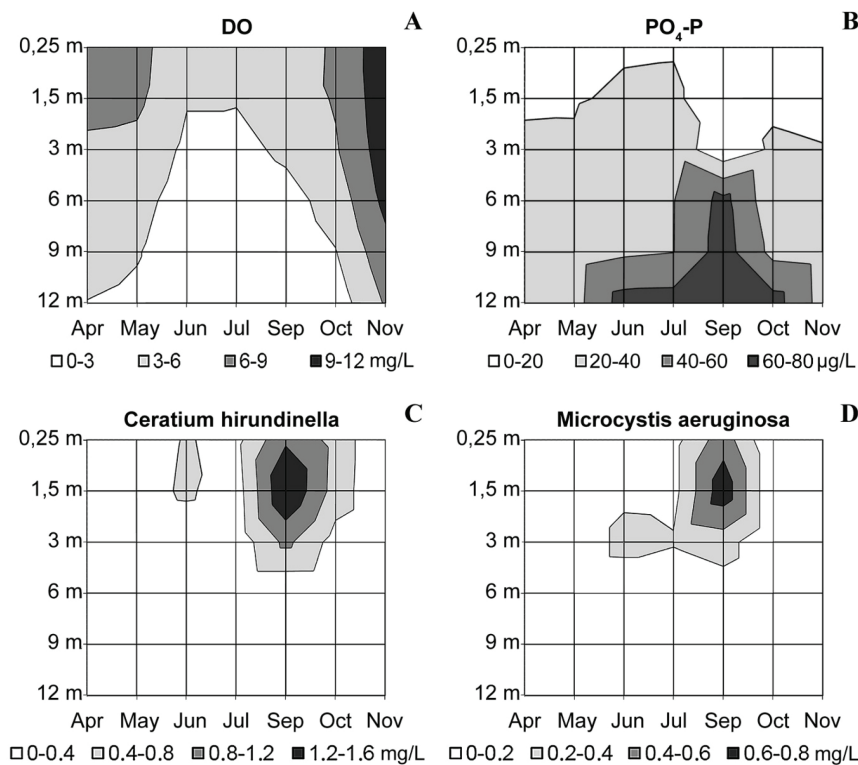 DO A
0,25 m
1,5 m
3 m
6 m
9 m
12 m
Apr May Jun Jul Sep Oct Nov
0-3 3-6 6-9 9-12 mg/L
PO4-P B
0,25 m
1,5 m
3 m
6 m
9 m
12 m
Apr May Jun Jul Sep Oct Nov
0-20 20-40 40-60 60-80 µg/L
Ceratium hirundinella C
0,25 m
1,5 m
3 m
6 m
9 m
12 m
Apr May Jun Jul Sep Oct Nov
0-0.4 0.4-0.8 0.8-1.2 1.2-1.6 mg/L
Microcystis aeruginosa D
0,25 m
1,5 m
3 m
6 m
9 m
12 m
Apr May Jun Jul Sep Oct Nov
0-0.2 0.2-0.4 0.4-0.6 0.6-0.8 mg/L